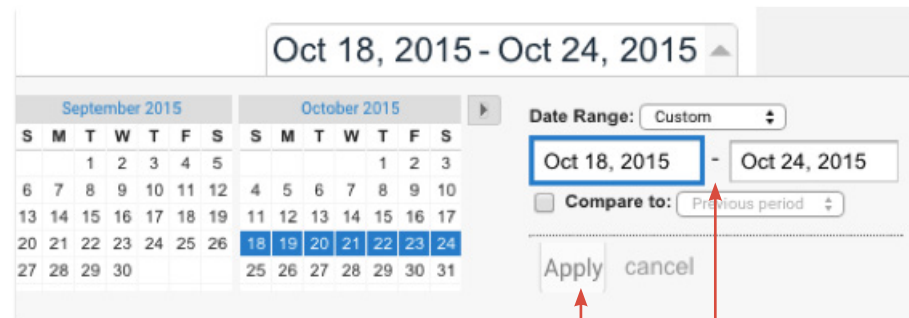 Oct 18, 2015 - Oct 24, 2015
September 2015
S M T W T F S
1 2 3 4 5
6 7 8 9 10 11 12
13 14 15 16 17 18 19
20 21 22 23 24 25 26
27 28 29 30
October 2015
S M T W T F S
1 2 3
4 5 6 7 8 9 10
11 12 13 14 15 16 17
18 19 20 21 22 23 24
25 26 27 28 29 30 31
Date Range: Custom
Oct 18, 2015 - Oct 24, 2015
Compare to: Previous period
Apply cancel